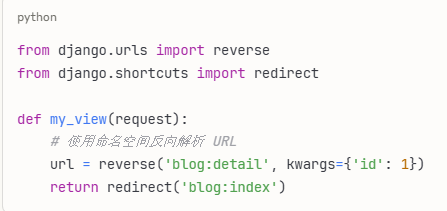 python
from django.urls import reverse
from django.shortcuts import redirect
def my_view(request):
# 使用命名空间反向解析 URL
url = reverse('blog:detail', kwargs={'id': 1})
return redirect('blog:index')